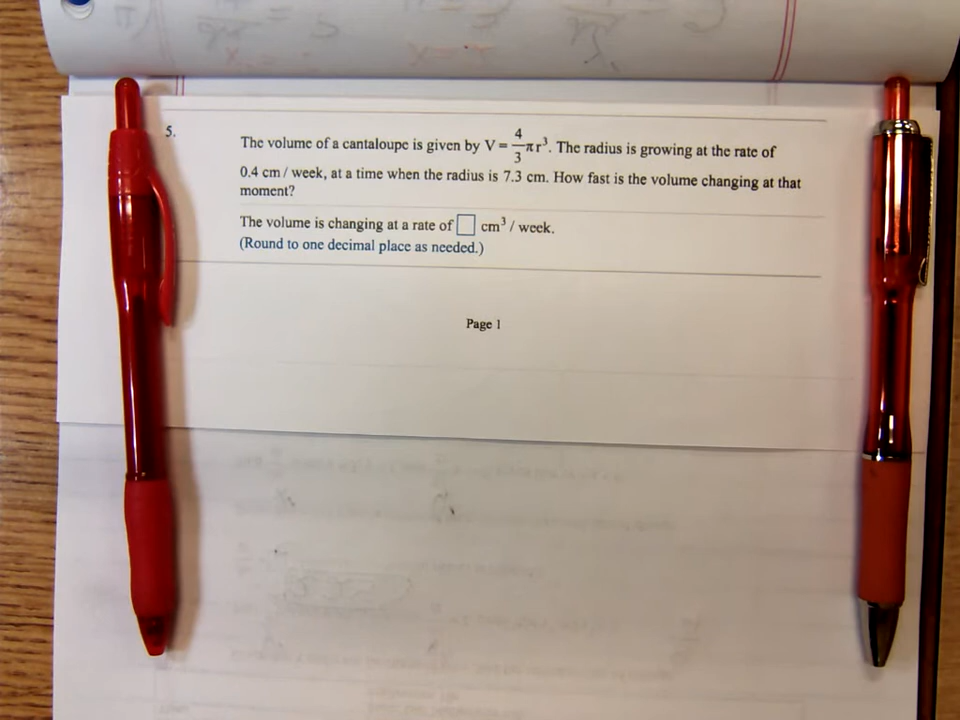 5.
The volume of a cantaloupe is given by V = 4/3 πr³. The radius is growing at the rate of
0.4 cm / week, at a time when the radius is 7.3 cm. How fast is the volume changing at that
moment?
The volume is changing at a rate of □ cm³ / week.
(Round to one decimal place as needed.)
Page 1